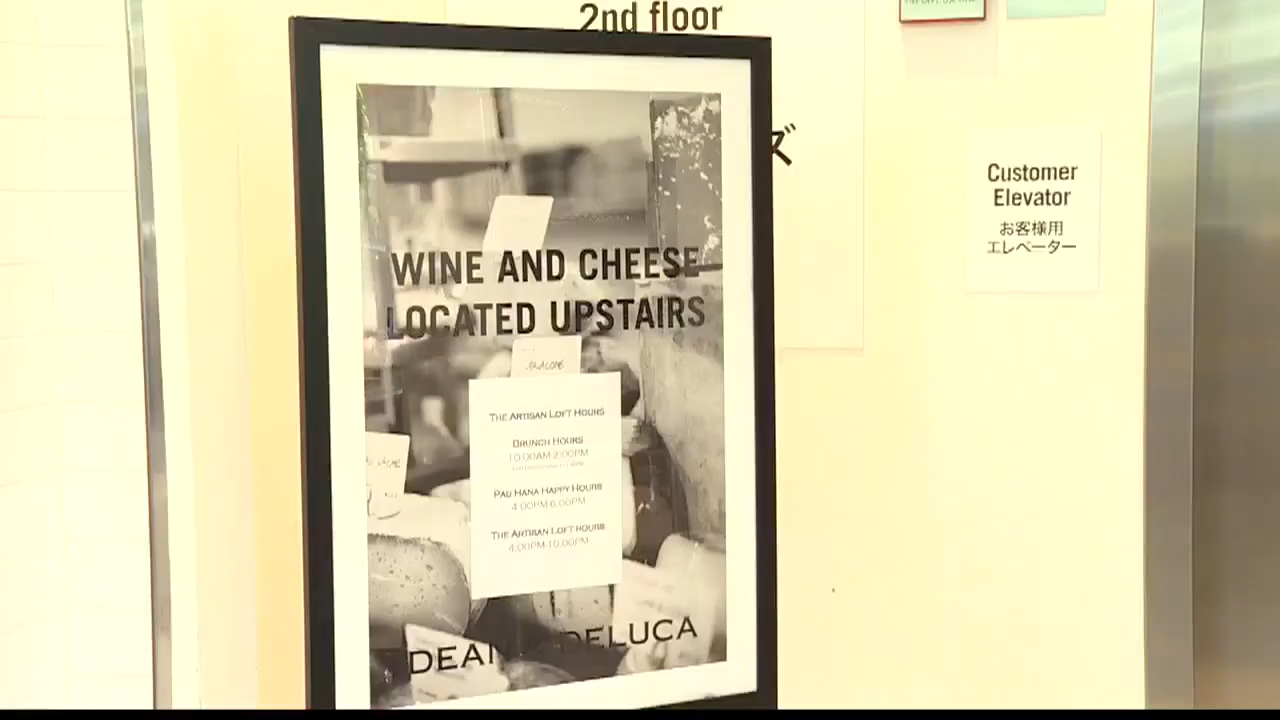 2nd floor
ズ
Customer
Elevator
お客様用
エレベーター
WINE AND CHEESE
LOCATED UPSTAIRS
THE ARTISAN LOFT HOURS
BRUNCH HOURS
10:00AM-2:00PM
PAU HANA HAPPY HOURS
4:00PM-6:00PM
THE ARTISAN LOFT HOURS
4:00PM-10:00PM
DEAN DELUCA